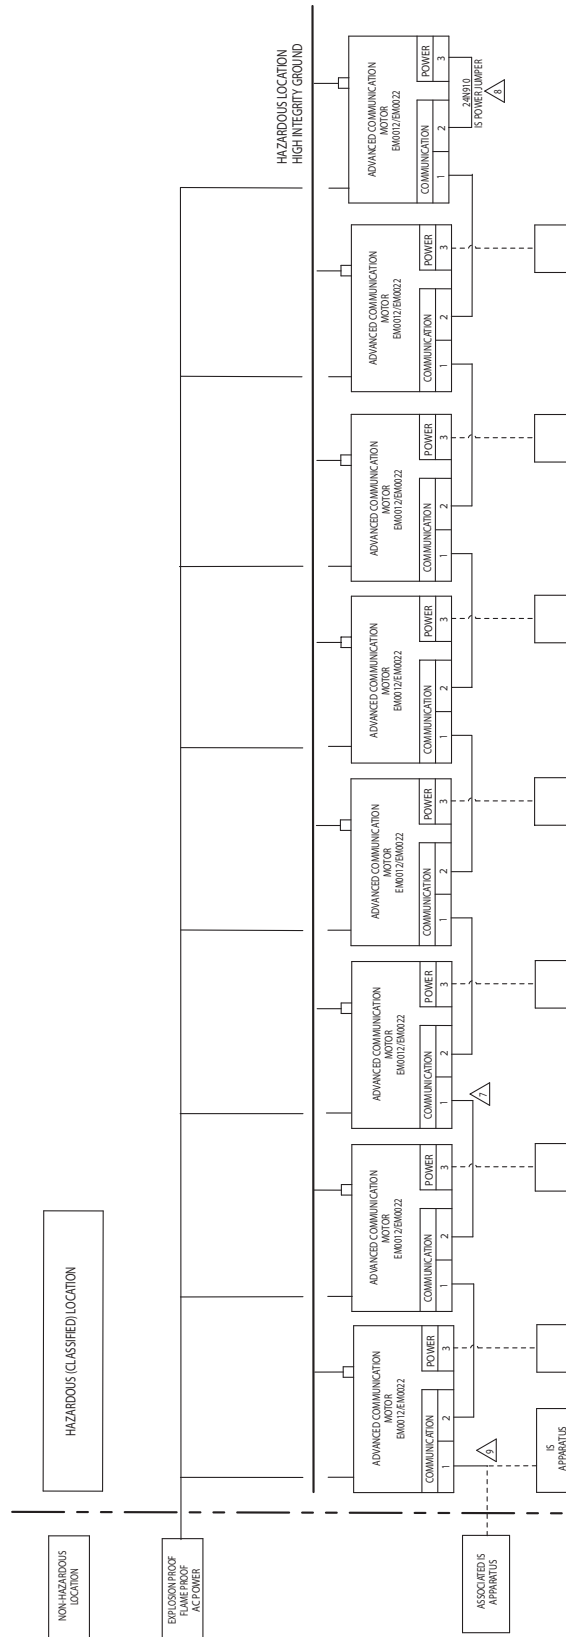 NON-HAZARDOUS
LOCATION
HAZARDOUS (CLASSIFIED) LOCATION
EXPLOSION PROOF
FLAME PROOF
AC POWER
HAZARDOUS LOCATION
HIGH INTEGRITY GROUND
ADVANCED COMMUNICATION
MOTOR
EM0012/EM0022
COMMUNICATION
POWER
1
2
3
ADVANCED COMMUNICATION
MOTOR
EM0012/EM0022
COMMUNICATION
POWER
1
2
3
ADVANCED COMMUNICATION
MOTOR
EM0012/EM0022
COMMUNICATION
POWER
1
2
3
ADVANCED COMMUNICATION
MOTOR
EM0012/EM0022
COMMUNICATION
POWER
1
2
3
ADVANCED COMMUNICATION
MOTOR
EM0012/EM0022
COMMUNICATION
POWER
1
2
3
ADVANCED COMMUNICATION
MOTOR
EM0012/EM0022
COMMUNICATION
POWER
1
2
3
ADVANCED COMMUNICATION
MOTOR
EM0012/EM0022
COMMUNICATION
POWER
1
2
3
ADVANCED COMMUNICATION
MOTOR
EM0012/EM0022
COMMUNICATION
POWER
1
2
3
9
7
24N910
IS POWER JUMPER
8
ASSOCIATED IS
APPARATUS
IS
APPARATUS